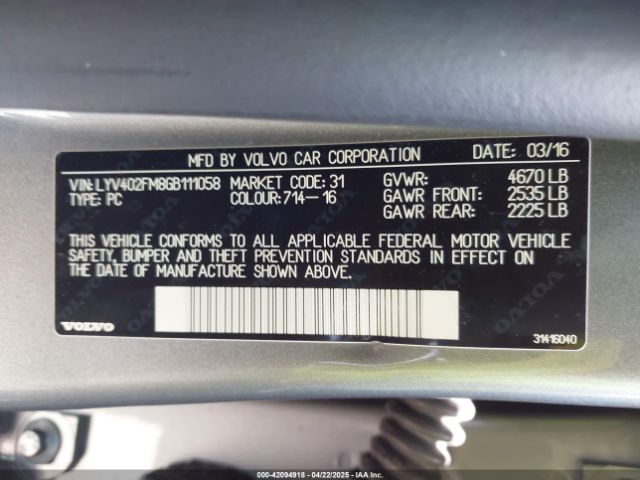 MFD BY VOLVO CAR CORPORATION DATE: 03/16
VIN: LYV402FM8GB111058 MARKET CODE: 31 GVWR: 4670 LB
TYPE: PC COLOUR: 714-16 GAWR FRONT: 2535 LB
GAWR REAR: 2225 LB
THIS VEHICLE CONFORMS TO ALL APPLICABLE FEDERAL MOTOR VEHICLE
SAFETY, BUMPER AND THEFT PREVENTION STANDARDS IN EFFECT ON
THE DATE OF MANUFACTURE SHOWN ABOVE.
VOLVO 31416040
000-42094918 - 04/22/2025 - IAAI Inc.